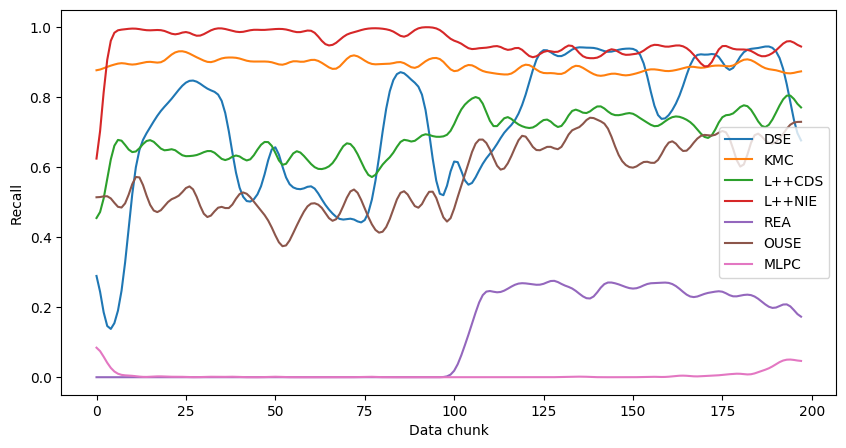 1.0
0.8
0.6
0.4
0.2
0.0
Recall
0
25
50
75
100
125
150
175
200
Data chunk
DSE
KMC
L++CDS
L++NIE
REA
OUSE
MLPC